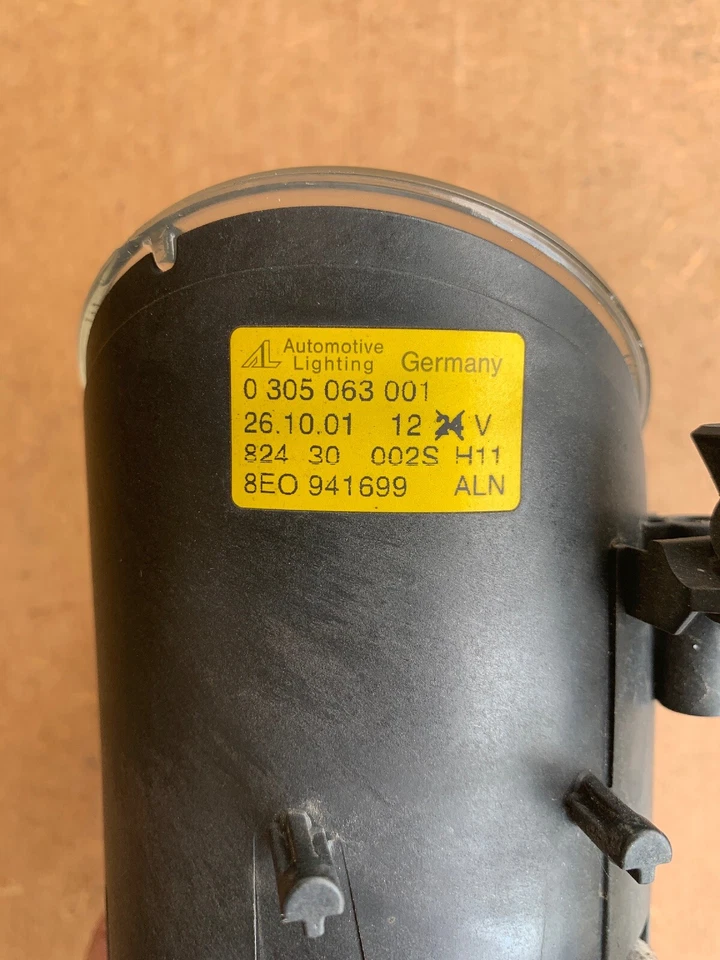 AL Automotive Lighting Germany
0 305 063 001
26.10.01 12 24 V
824 30 002S H11
8EO 941699 ALN